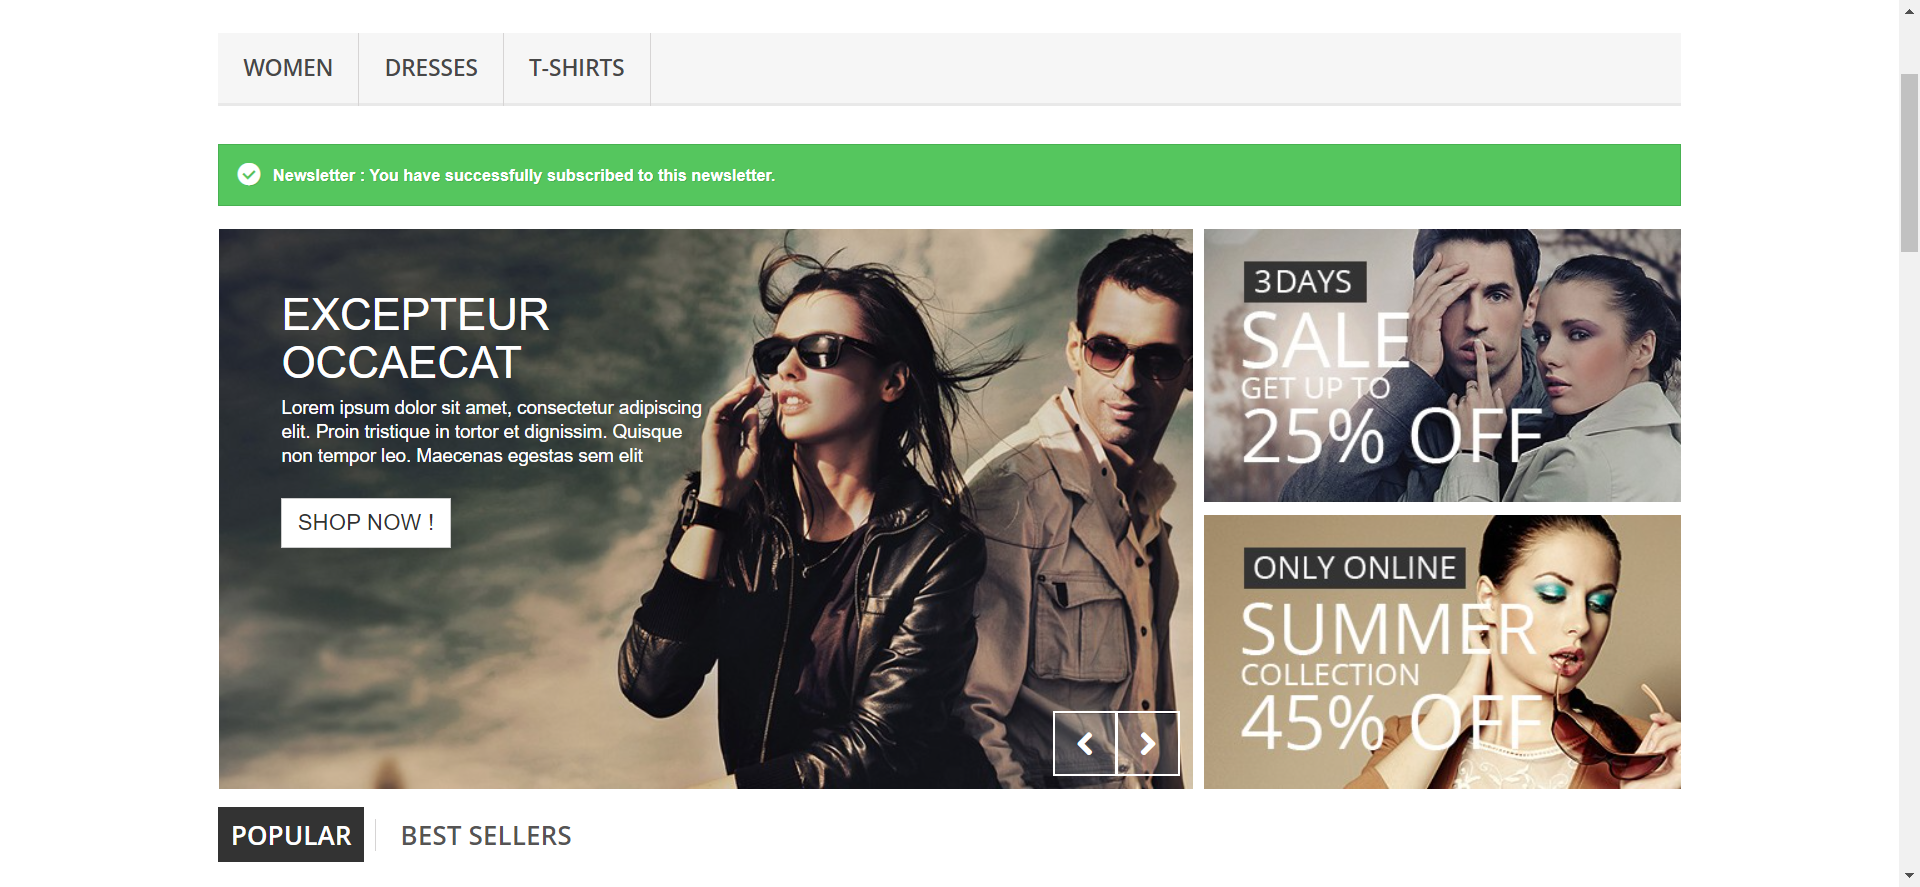 WOMEN
DRESSES
T-SHIRTS
Newsletter : You have successfully subscribed to this newsletter.
EXCEPTEUR
OCCAECAT
Lorem ipsum dolor sit amet, consectetur adipiscing
elit. Proin tristique in tortor et dignissim. Quisque
non tempor leo. Maecenas egestas sem elit
SHOP NOW !
3 DAYS
SALE
GET UP TO
25% OFF
ONLY ONLINE
SUMMER
COLLECTION
45% OFF
POPULAR
BEST SELLERS